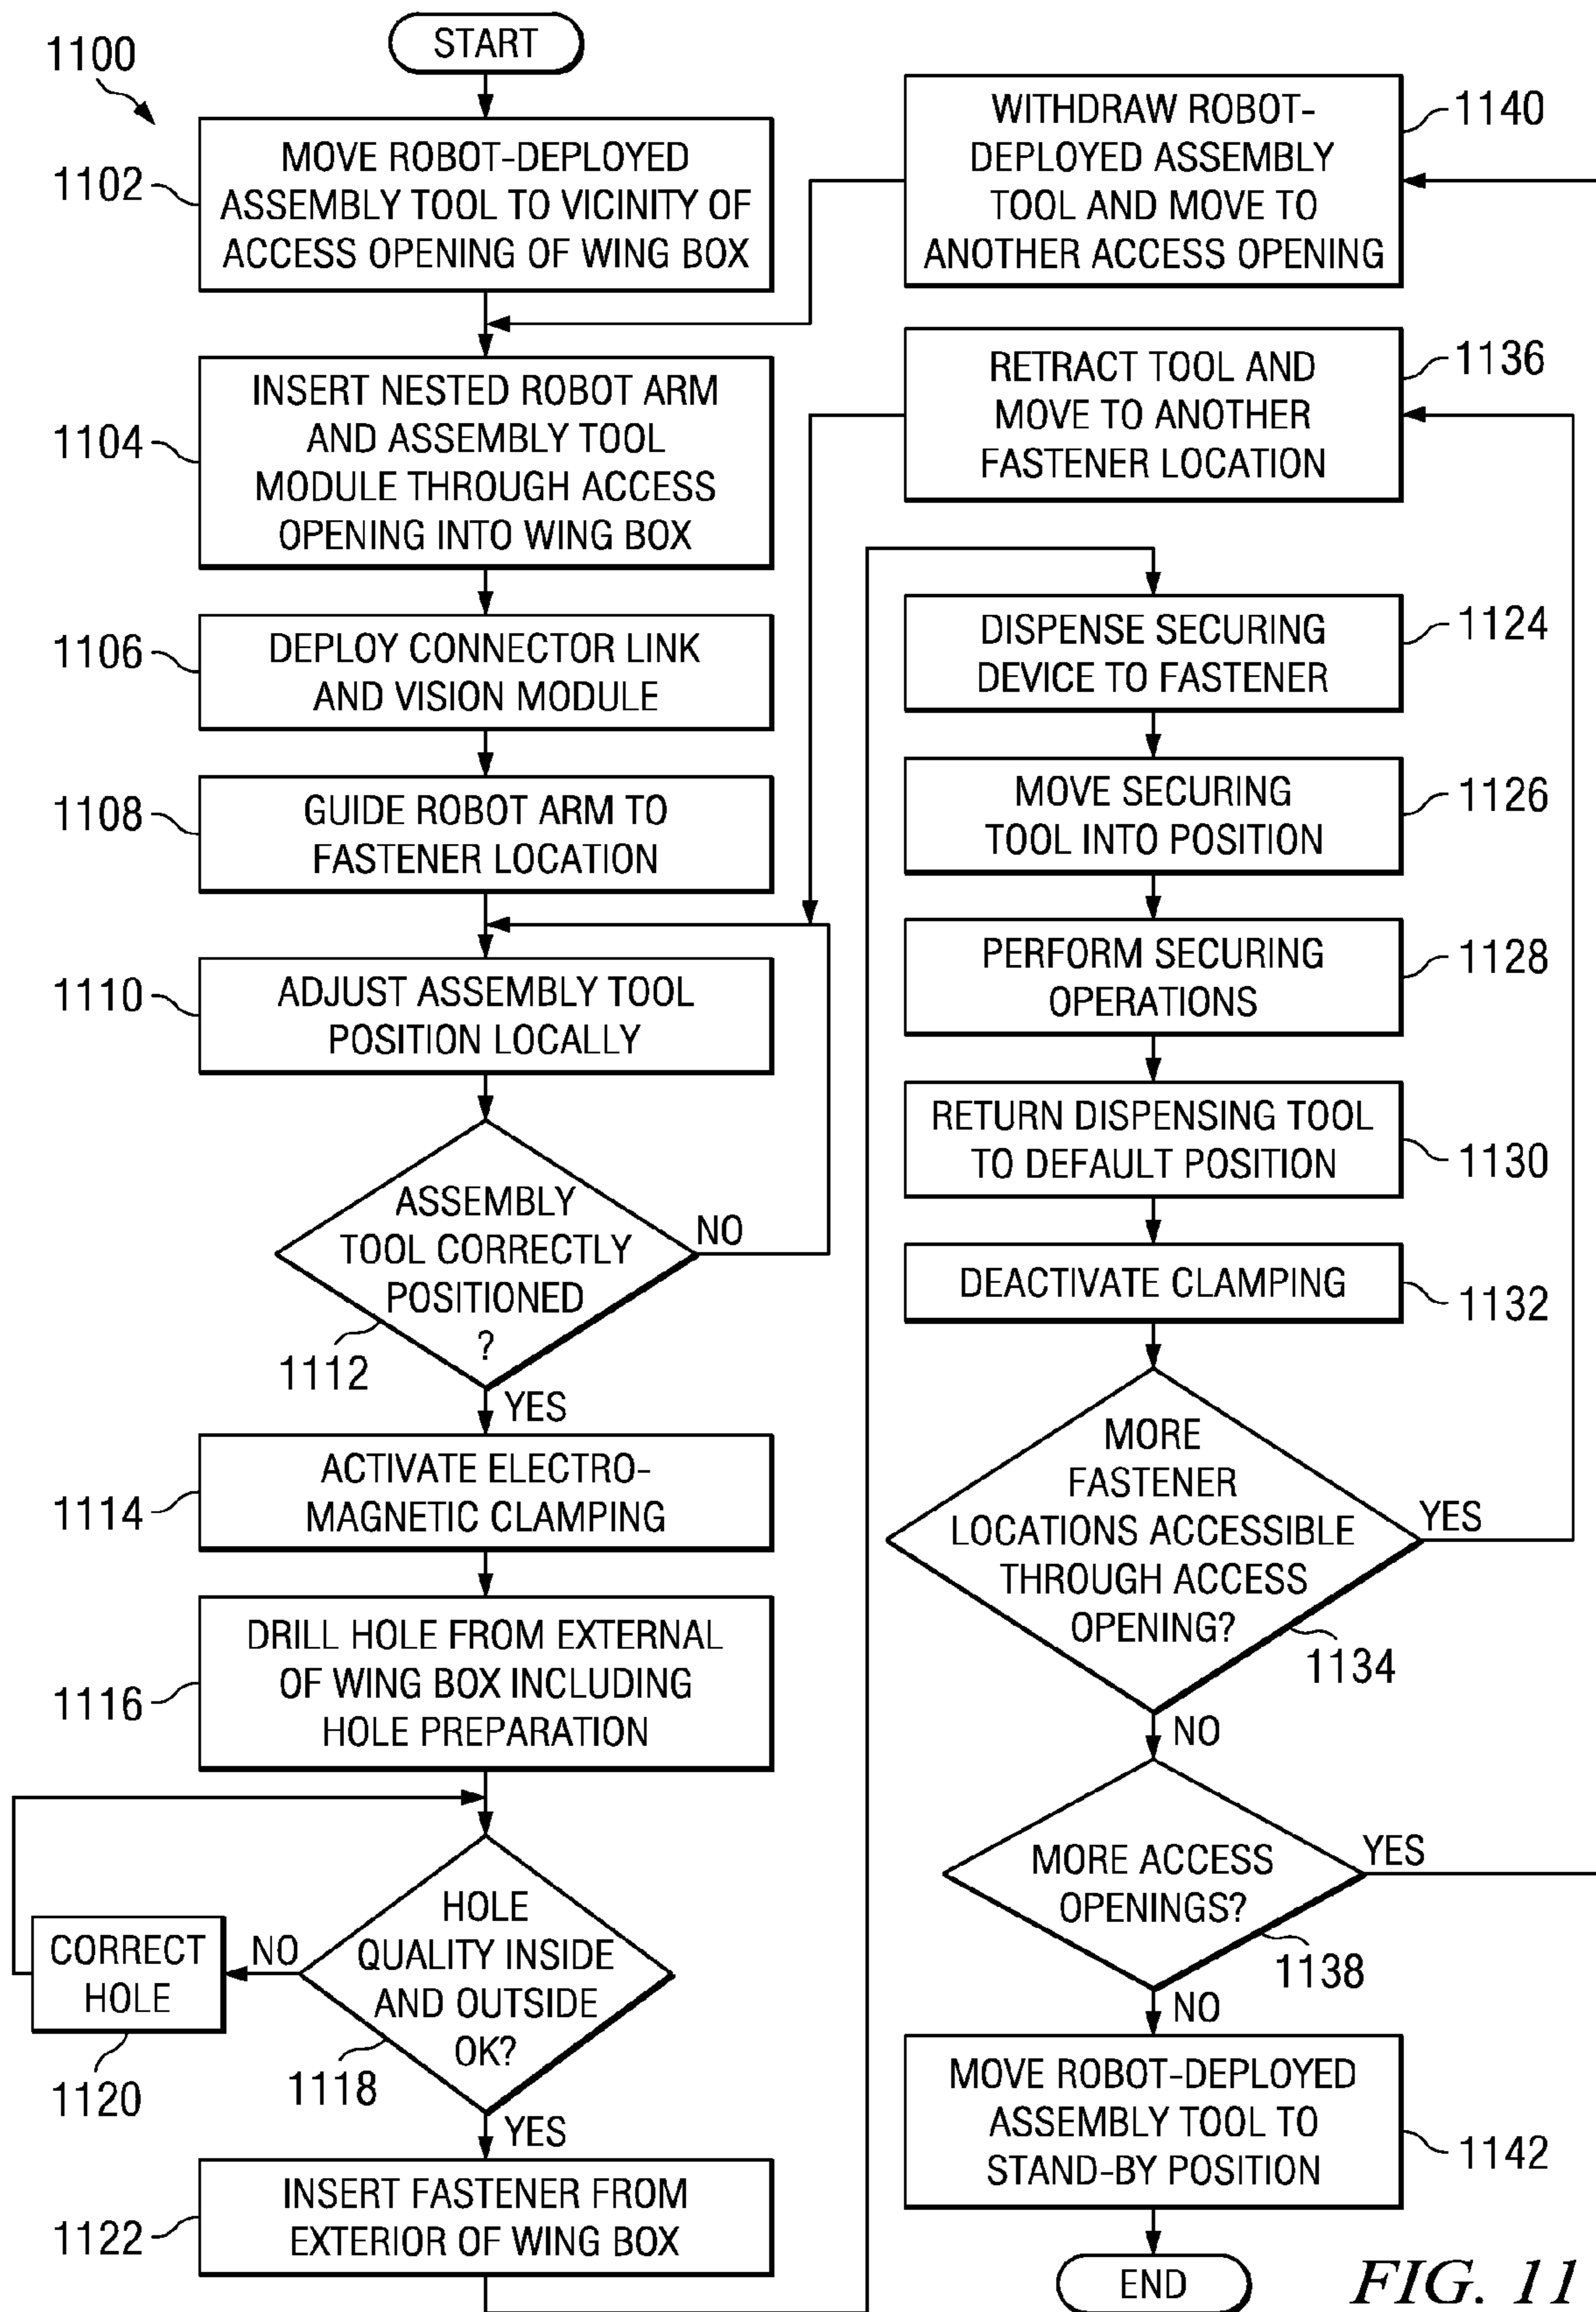 1100
START
1102
MOVE ROBOT-DEPLOYED
ASSEMBLY TOOL TO VICINITY OF
ACCESS OPENING OF WING BOX
1104
INSERT NESTED ROBOT ARM
AND ASSEMBLY TOOL
MODULE THROUGH ACCESS
OPENING INTO WING BOX
1106
DEPLOY CONNECTOR LINK
AND VISION MODULE
1108
GUIDE ROBOT ARM TO
FASTENER LOCATION
1110
ADJUST ASSEMBLY TOOL
POSITION LOCALLY
ASSEMBLY
TOOL CORRECTLY
POSITIONED
?
NO
1112
YES
1114
ACTIVATE ELECTRO-
MAGNETIC CLAMPING
1116
DRILL HOLE FROM EXTERNAL
OF WING BOX INCLUDING
HOLE PREPARATION
HOLE
QUALITY INSIDE
AND OUTSIDE
OK?
NO
CORRECT
HOLE
1120
1118
YES
1122
INSERT FASTENER FROM
EXTERIOR OF WING BOX
WITHDRAW ROBOT-
DEPLOYED ASSEMBLY
TOOL AND MOVE TO
ANOTHER ACCESS OPENING
1140
RETRACT TOOL AND
MOVE TO ANOTHER
FASTENER LOCATION
1136
DISPENSE SECURING
DEVICE TO FASTENER
1124
MOVE SECURING
TOOL INTO POSITION
1126
PERFORM SECURING
OPERATIONS
1128
RETURN DISPENSING TOOL
TO DEFAULT POSITION
1130
DEACTIVATE CLAMPING
1132
MORE
FASTENER
LOCATIONS ACCESSIBLE
THROUGH ACCESS
OPENING?
YES
1134
NO
MORE ACCESS
OPENINGS?
YES
1138
NO
MOVE ROBOT-DEPLOYED
ASSEMBLY TOOL TO
STAND-BY POSITION
1142
END
FIG. 11